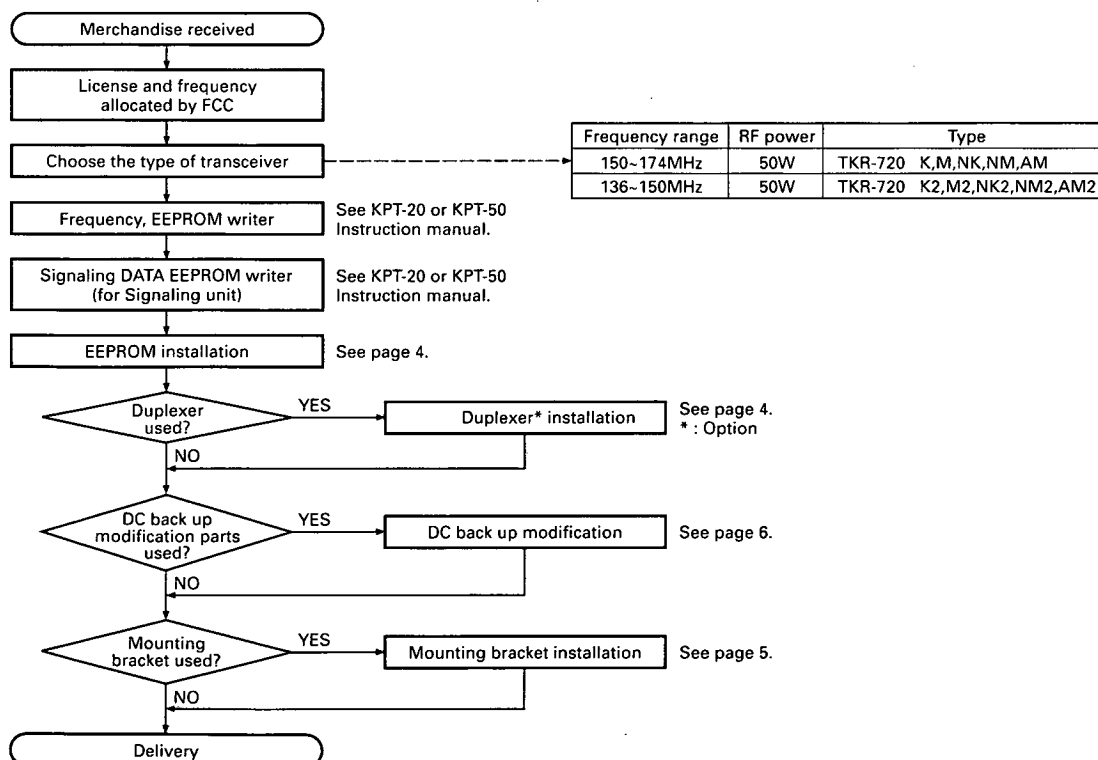 Merchandise received
License and frequency
allocated by FCC
Choose the type of transceiver
Frequency range RF power Type
150~174MHz 50W TKR-720 K,M,NK,NM,AM
136~150MHz 50W TKR-720 K2,M2,NK2,NM2,AM2
Frequency, EEPROM writer
See KPT-20 or KPT-50
Instruction manual.
Signaling DATA EEPROM writer
(for Signaling unit)
See KPT-20 or KPT-50
Instruction manual.
EEPROM installation
See page 4.
Duplexer
used?
YES
Duplexer* installation
See page 4.
* : Option
NO
DC back up
modification parts
used?
YES
DC back up modification
See page 6.
NO
Mounting
bracket used?
YES
Mounting bracket installation
See page 5.
NO
Delivery